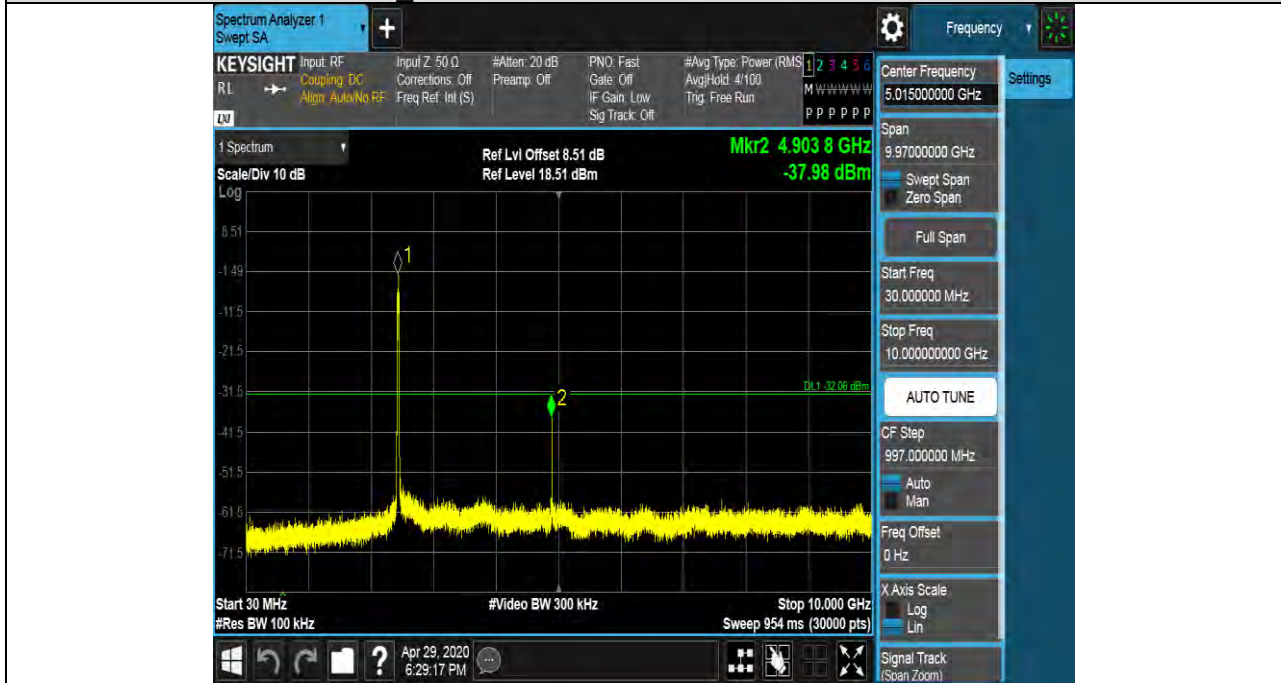 Spectrum Analyzer 1
Swept SA
Frequency
KEYSIGHT
RL
LXI
Input: RF
Coupling: DC
Align: Auto/No RF
Input Z: 50 Ω
Corrections: Off
Freq Ref: Int (S)
#Atten: 20 dB
Preamp: Off
PNO: Fast
Gate: Off
IF Gain: Low
Sig Track: Off
#Avg Type: Power (RMS
Avg|Hold: 4/100
Trig: Free Run
1 2 3 4 5 6
M W W W W W
P P P P P P
1 Spectrum
Scale/Div 10 dB
Ref Lvl Offset 8.51 dB
Ref Level 18.51 dBm
Mkr2 4.903 8 GHz
-37.98 dBm
Log
8.51
-1.49
-11.5
-21.5
-31.5
-41.5
-51.5
-61.5
-71.5
1
2
DL1 -32.06 dBm
Start 30 MHz
#Res BW 100 kHz
#Video BW 300 kHz
Stop 10.000 GHz
Sweep 954 ms (30000 pts)
Apr 29, 2020
6:29:17 PM
Center Frequency
5.015000000 GHz
Settings
Span
9.97000000 GHz
Swept Span
Zero Span
Full Span
Start Freq
30.000000 MHz
Stop Freq
10.000000000 GHz
AUTO TUNE
CF Step
997.000000 MHz
Auto
Man
Freq Offset
0 Hz
X Axis Scale
Log
Lin
Signal Track
(Span Zoom)